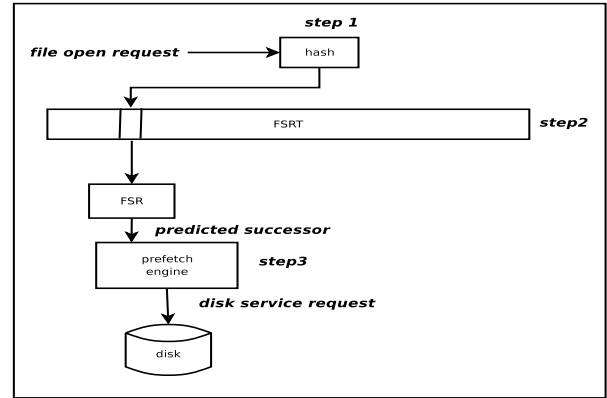 step 1
file open request
hash
FSRT
step2
FSR
predicted successor
prefetch
engine
step3
disk service request
disk